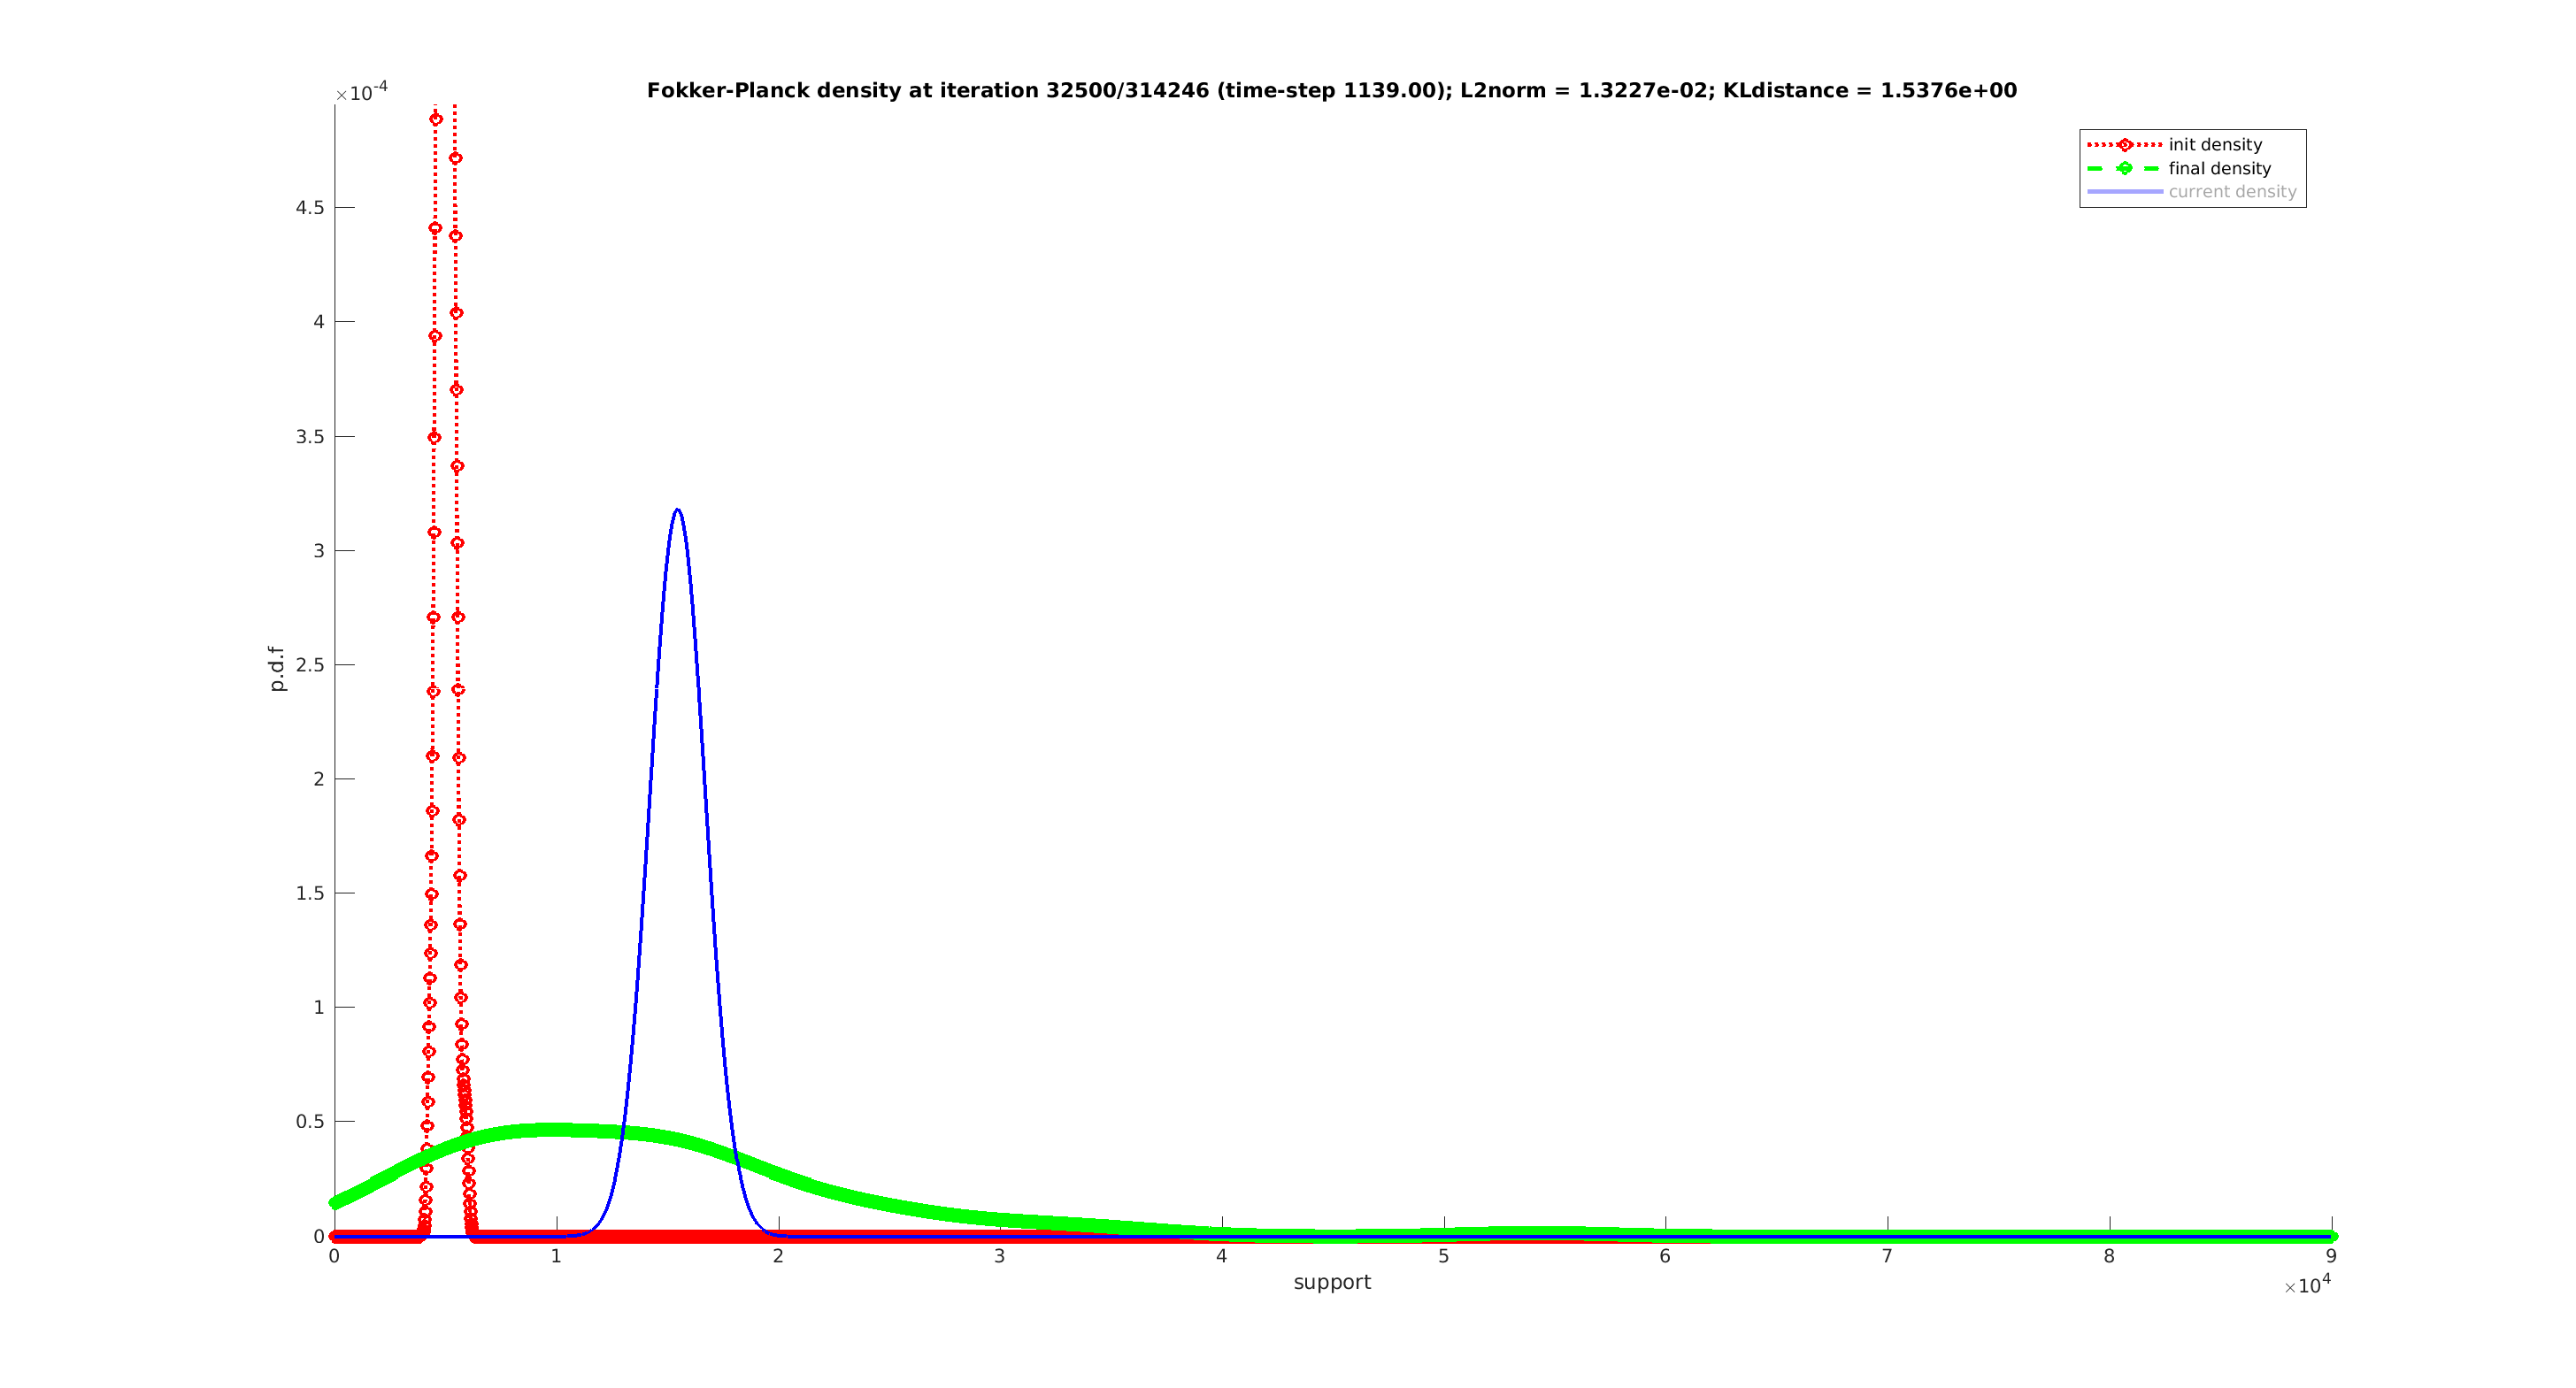 Fokker-Planck density at iteration 32500/314246 (time-step 1139.00); L2norm = 1.3227e-02; KLdistance = 1.5376e+00
×10-4
init density
final density
current density
4.5
4
3.5
3
2.5
2
1.5
1
0.5
0
p.d.f
0 1 2 3 4 5 6 7 8 9
support
×104